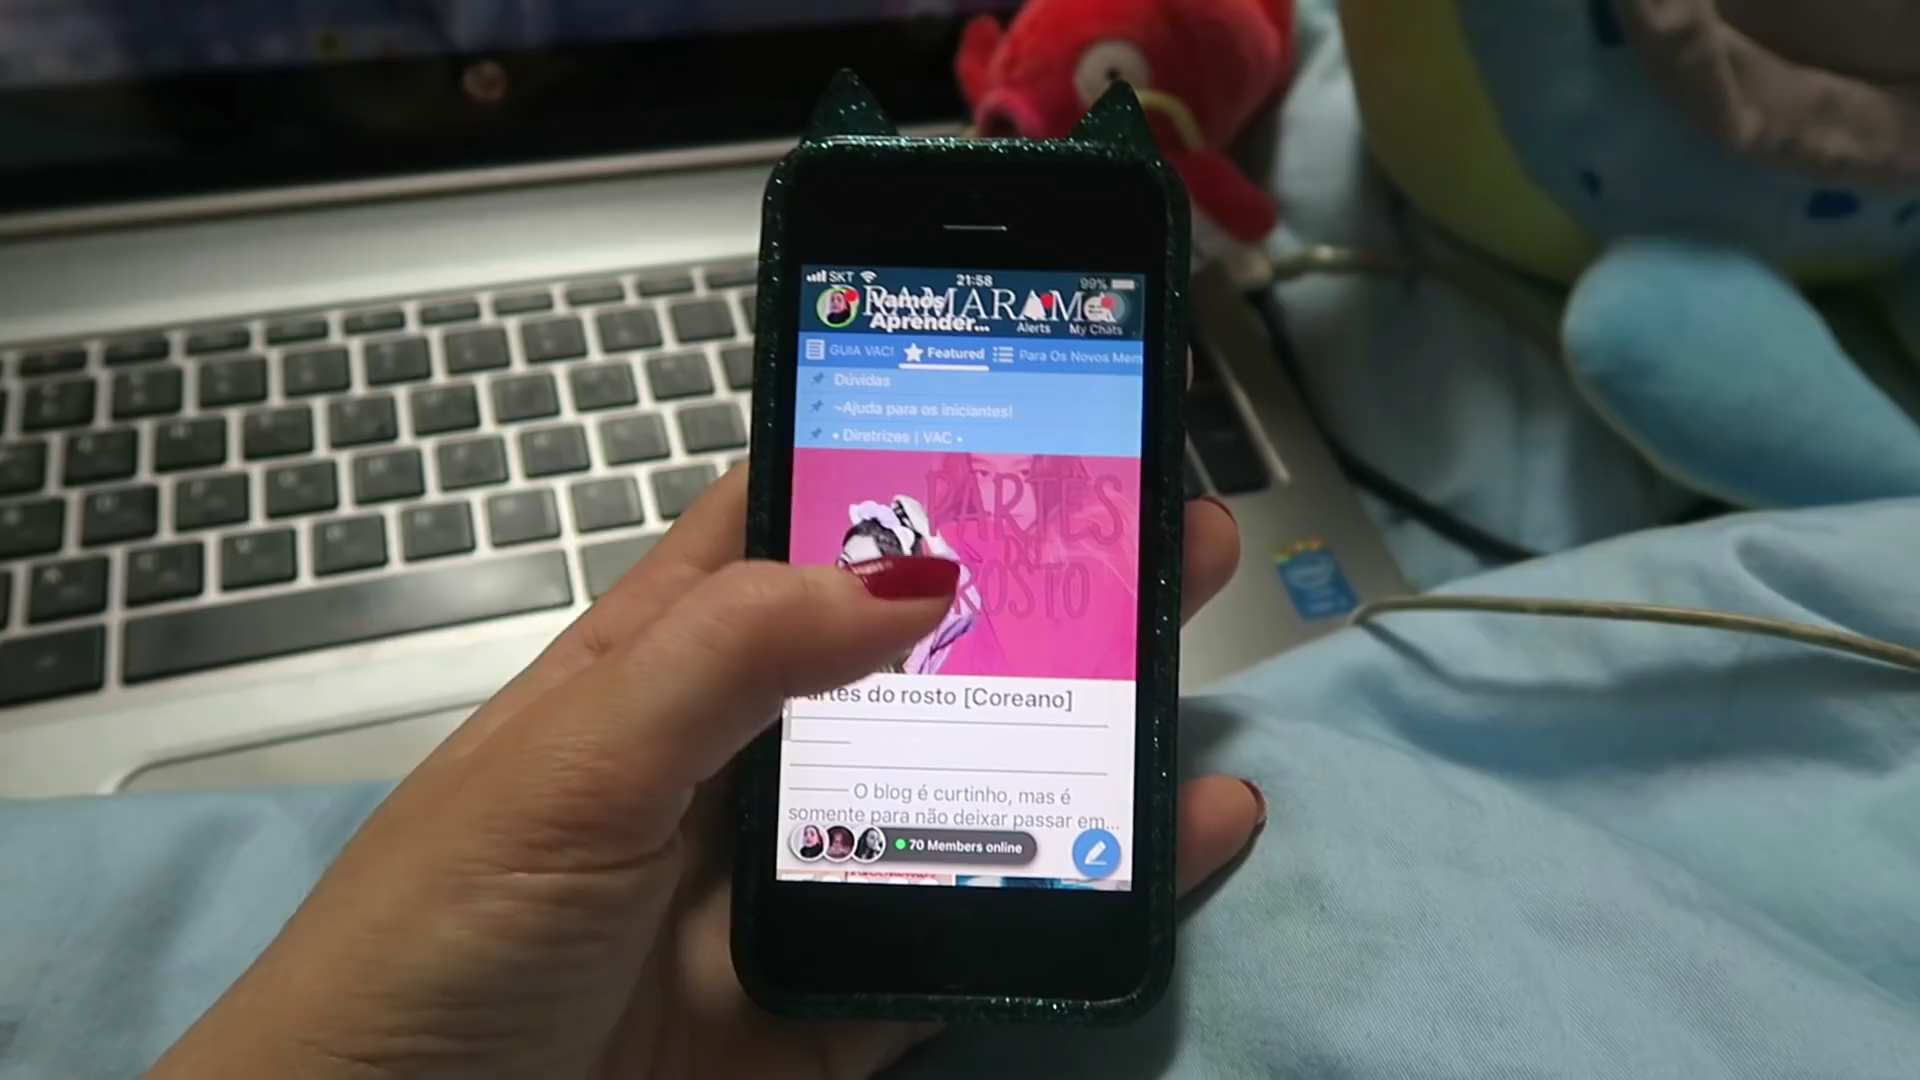 SKT 21:58 99%
Vamos
Aprender...
Alerts My Chats
GUIA VAC! Featured Para Os Novos Mem
Dúvidas
~Ajuda para os iniciantes!
• Diretrizes | VAC •
PARTES
DO
ROSTO
do rosto [Coreano]
O blog é curtinho, mas é
somente para não deixar passar em...
70 Members online